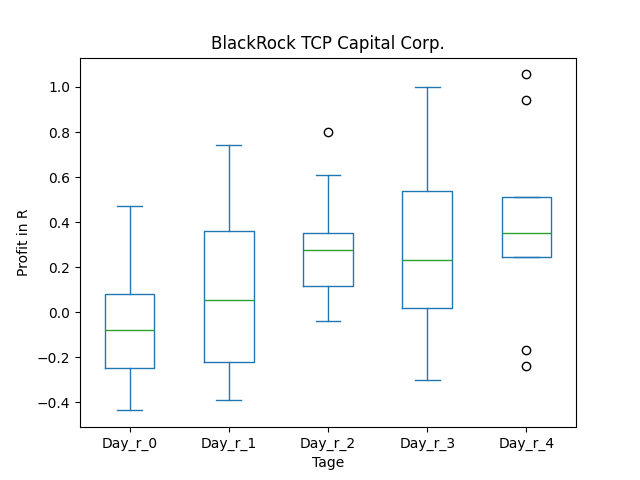 BlackRock TCP Capital Corp.
Profit in R
1.0
0.8
0.6
0.4
0.2
0.0
−0.2
−0.4
Day_r_0 Day_r_1 Day_r_2 Day_r_3 Day_r_4
Tage